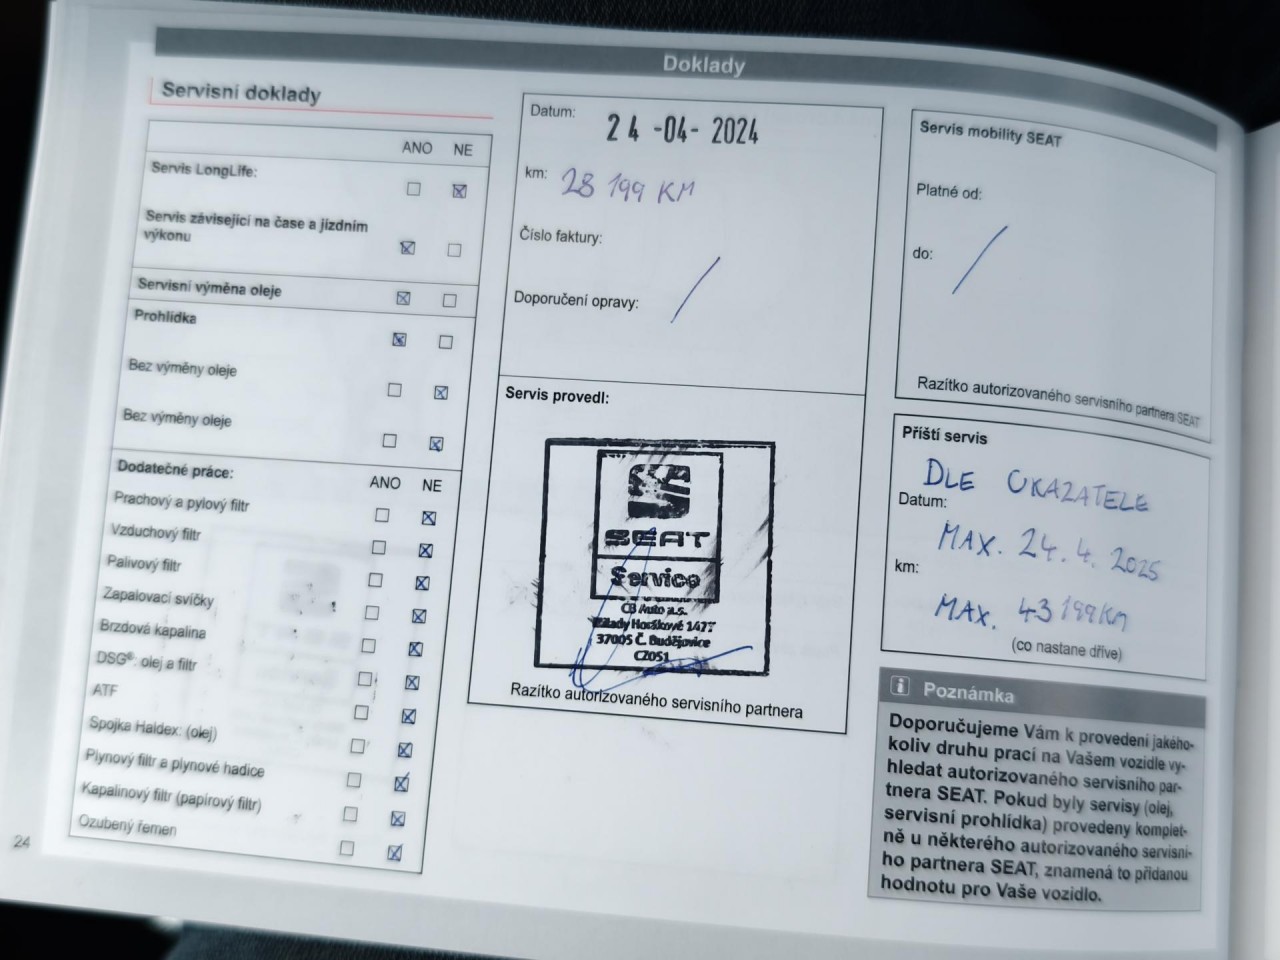 Doklady
Servisní doklady
ANO NE
Servis LongLife:
Servis závisející na čase a jízdním
výkonu
Servisní výměna oleje
Prohlídka
Bez výměny oleje
Bez výměny oleje
Dodatečné práce: ANO NE
Prachový a pylový filtr
Vzduchový filtr
Palivový filtr
Zapalovací svíčky
Brzdová kapalina
DSG®: olej a filtr
ATF
Spojka Haldex: (olej)
Plynový filtr a plynové hadice
Kapalinový filtr (papírový filtr)
Ozubený řemen
24
Datum: 24-04-2024
km: 28 199 KM
Číslo faktury:
Doporučení opravy:
Servis provedl:
SEAT
Service
CB Auto a.s.
Milady Horákové 1477
37005 Č. Budějovice
CZ051
Razítko autorizovaného servisního partnera
Servis mobility SEAT
Platné od:
do:
Razítko autorizovaného servisního partnera SEAT
Příští servis
DLE UKAZATELE
Datum:
MAX. 24.4.2025
km:
MAX. 43 199 KM
(co nastane dříve)
i Poznámka
Doporučujeme Vám k provedení jakého-
koliv druhu prací na Vašem vozidle vy-
hledat autorizovaného servisního par-
tnera SEAT. Pokud byly servisy (olej,
servisní prohlídka) provedeny komplet-
ně u některého autorizovaného servisní-
ho partnera SEAT, znamená to přidanou
hodnotu pro Vaše vozidlo.